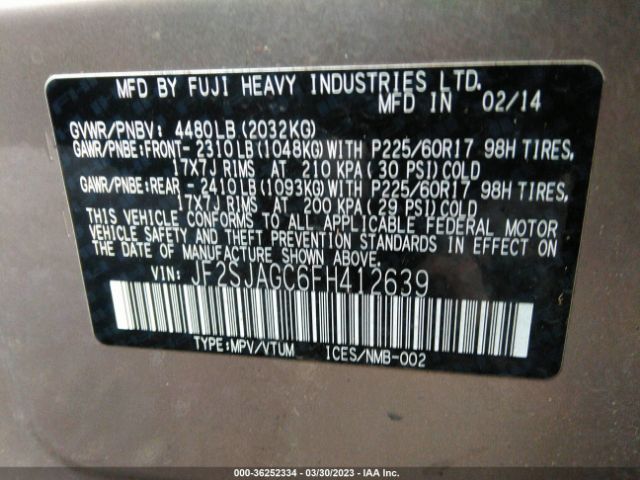 MFD BY FUJI HEAVY INDUSTRIES LTD.
MFD IN 02/14
GVWR/PNBV: 4480LB(2032KG)
GAWR/PNBE:FRONT- 2310LB(1048KG)WITH P225/60R17 98H TIRES,
17X7J RIMS AT 210 KPA( 30 PSI)COLD
GAWR/PNBE:REAR - 2410LB(1093KG)WITH P225/60R17 98H TIRES,
17X7J RIMS AT 200 KPA( 29 PSI)COLD
THIS VEHICLE CONFORMS TO ALL APPLICABLE FEDERAL MOTOR
VEHICLE SAFETY AND THEFT PREVENTION STANDARDS IN EFFECT ON
THE DATE OF MANUFACTURE SHOWN ABOVE.
VIN: JF2SJAGC6FH412639
TYPE:MPV/VTUM ICES/NMB-002
000-36252334 - 03/30/2023 - IAA Inc.